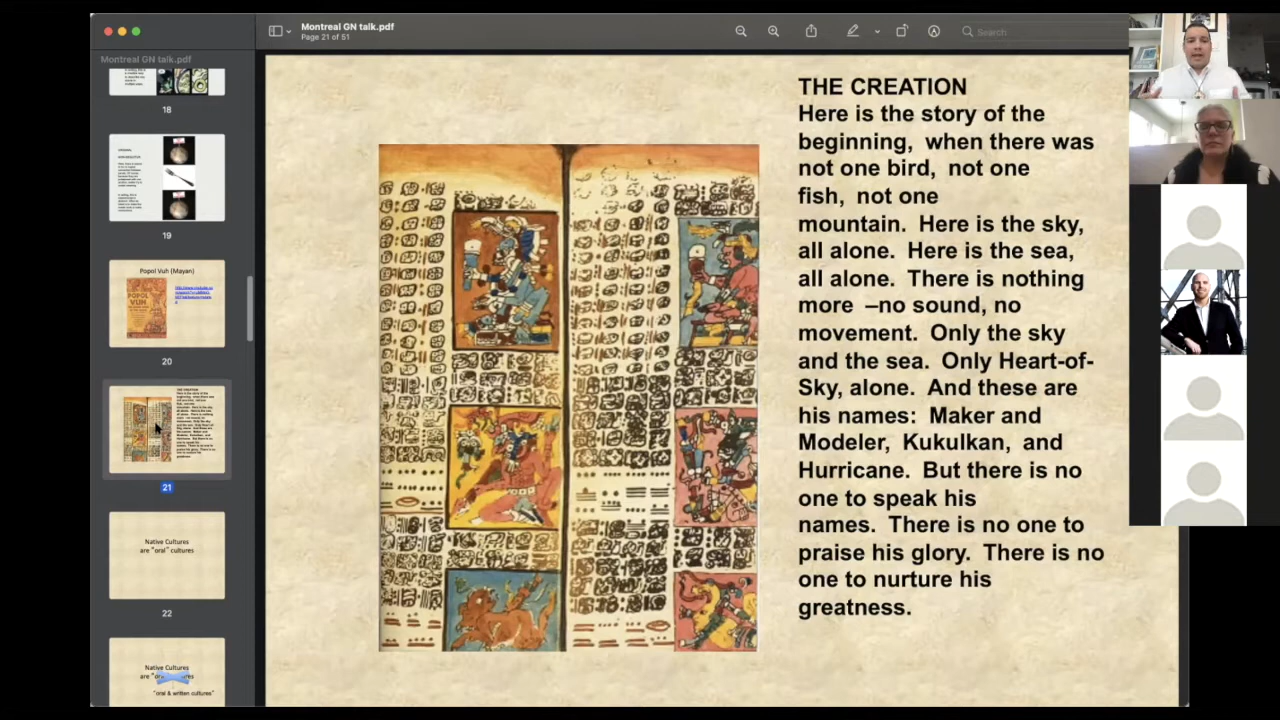 Montreal GN talk.pdf
Page 21 of 51
Search
Montreal GN talk.pdf
18
19
Popol Vuh (Mayan)
POPOL
VUH
20
21
Native Cultures
are "oral" cultures
22
Native Cultures
"oral & written cultures"
THE CREATION
Here is the story of the
beginning, when there was
not one bird, not one
fish, not one
mountain. Here is the sky,
all alone. Here is the sea,
all alone. There is nothing
more –no sound, no
movement. Only the sky
and the sea. Only Heart-of-
Sky, alone. And these are
his names: Maker and
Modeler, Kukulkan, and
Hurricane. But there is no
one to speak his
names. There is no one to
praise his glory. There is no
one to nurture his
greatness.